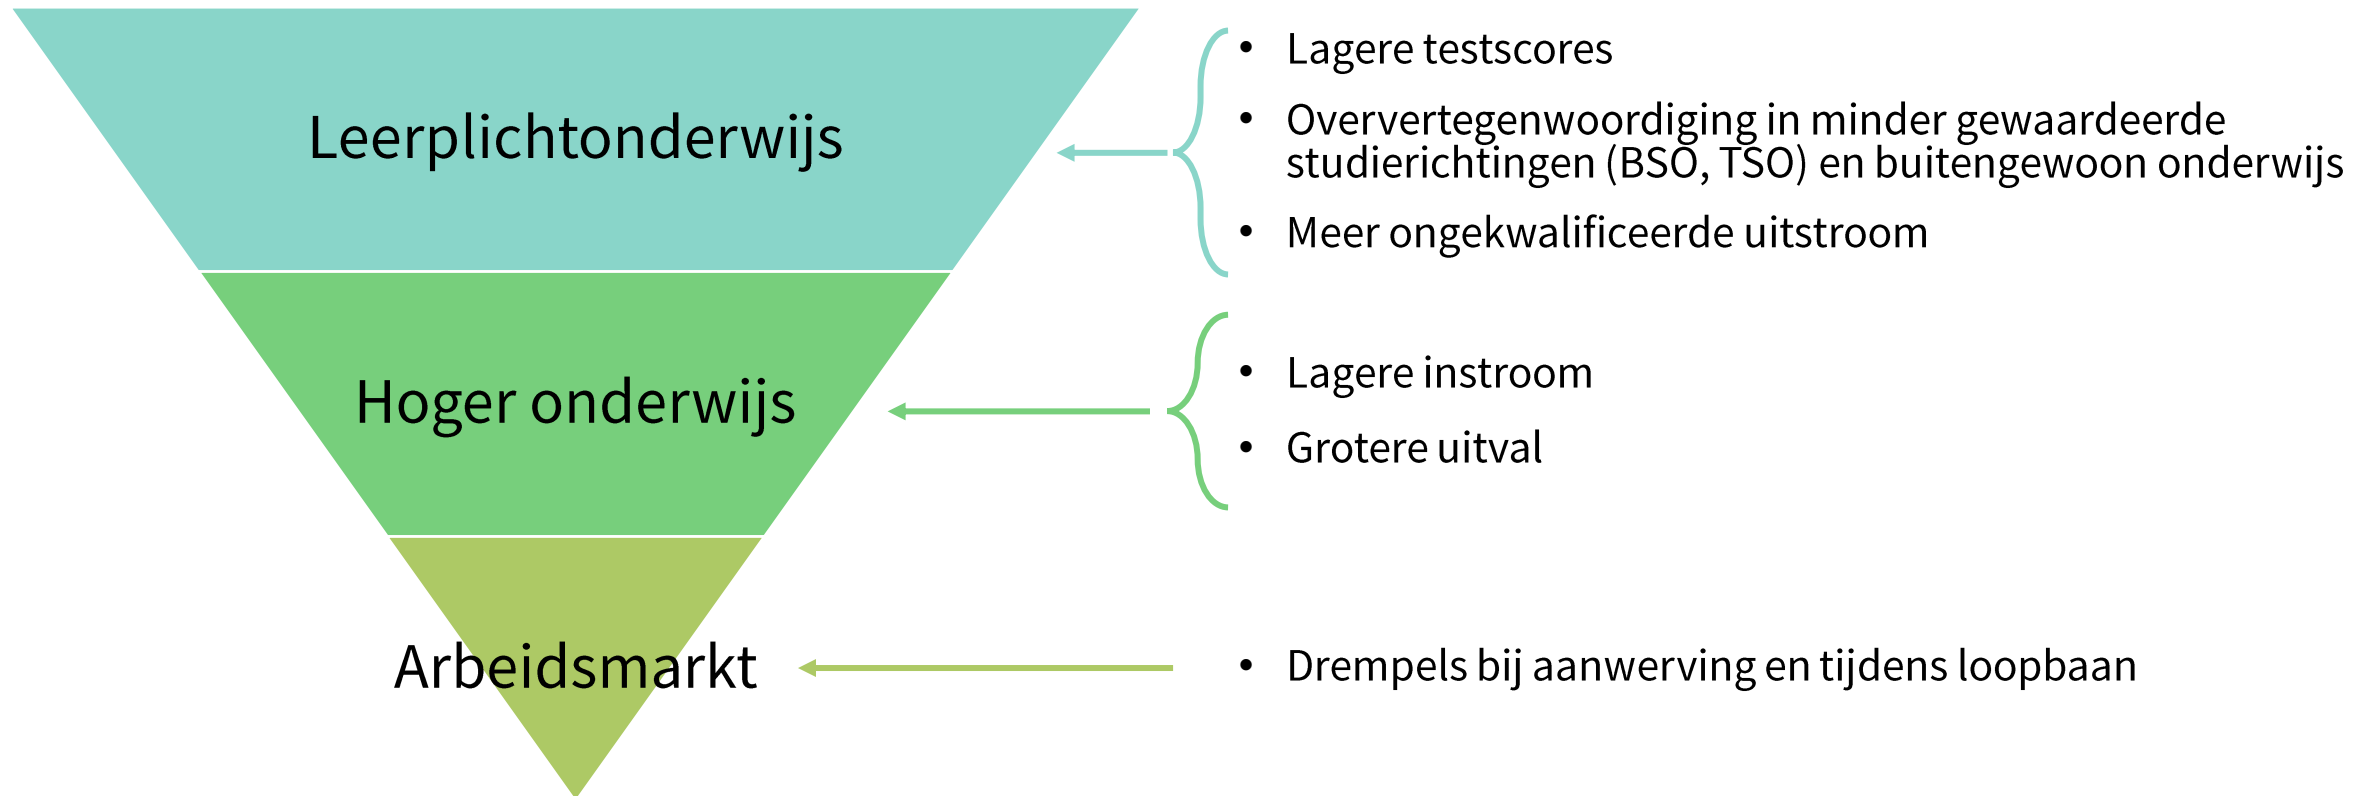 Leerplichtonderwijs
• Lagere testscores
• Oververtegenwoordiging in minder gewaardeerde
studierichtingen (BSO, TSO) en buitengewoon onderwijs
• Meer ongekwalificeerde uitstroom
Hoger onderwijs
• Lagere instroom
• Grotere uitval
Arbeidsmarkt
• Drempels bij aanwerving en tijdens loopbaan